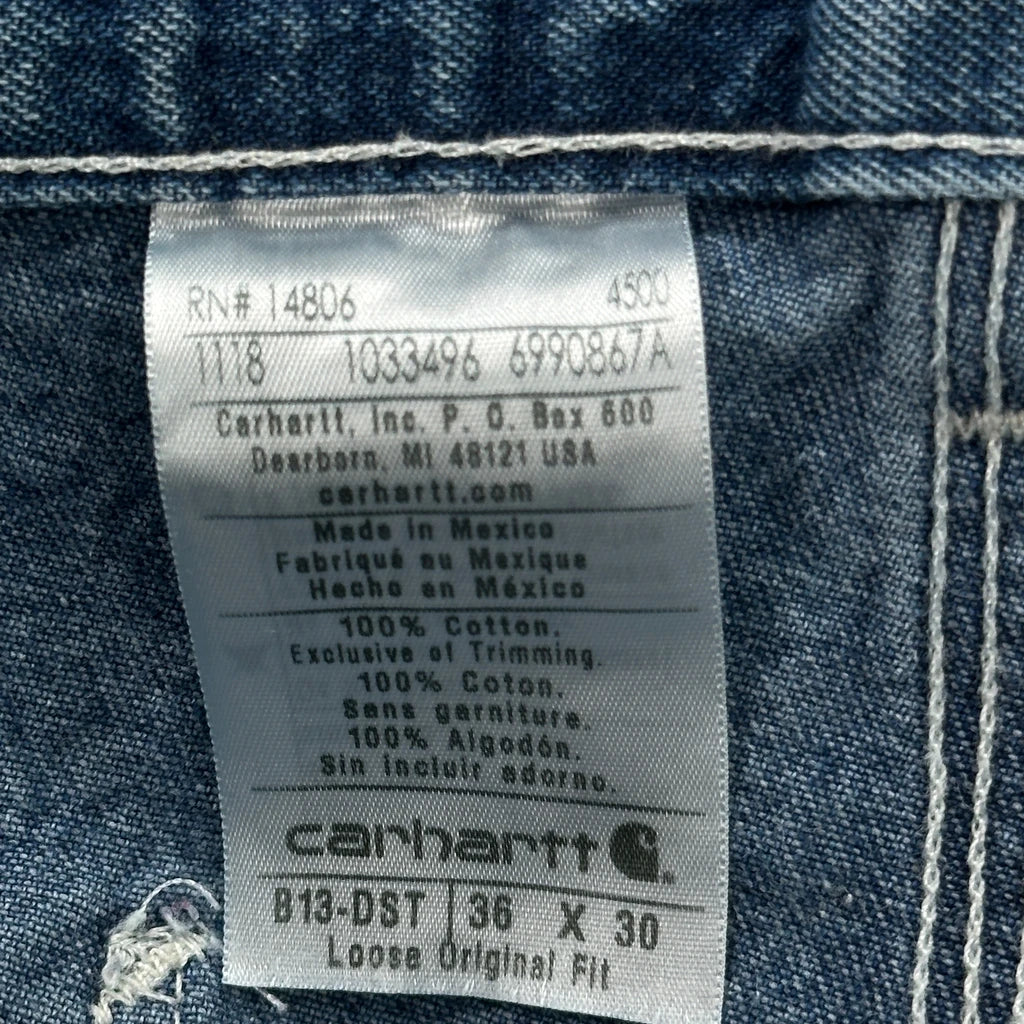 RN# 14806 4500
1118 1033496 6990867A
Carhartt, Inc. P. O. Box 600
Dearborn, MI 48121 USA
carhartt.com
Made in Mexico
Fabriqué au Mexique
Hecho en México
100% Cotton.
Exclusive of Trimming.
100% Coton.
Sans garniture.
100% Algodón.
Sin incluir adorno.
carhartt
B13-DST 36 X 30
Loose Original Fit